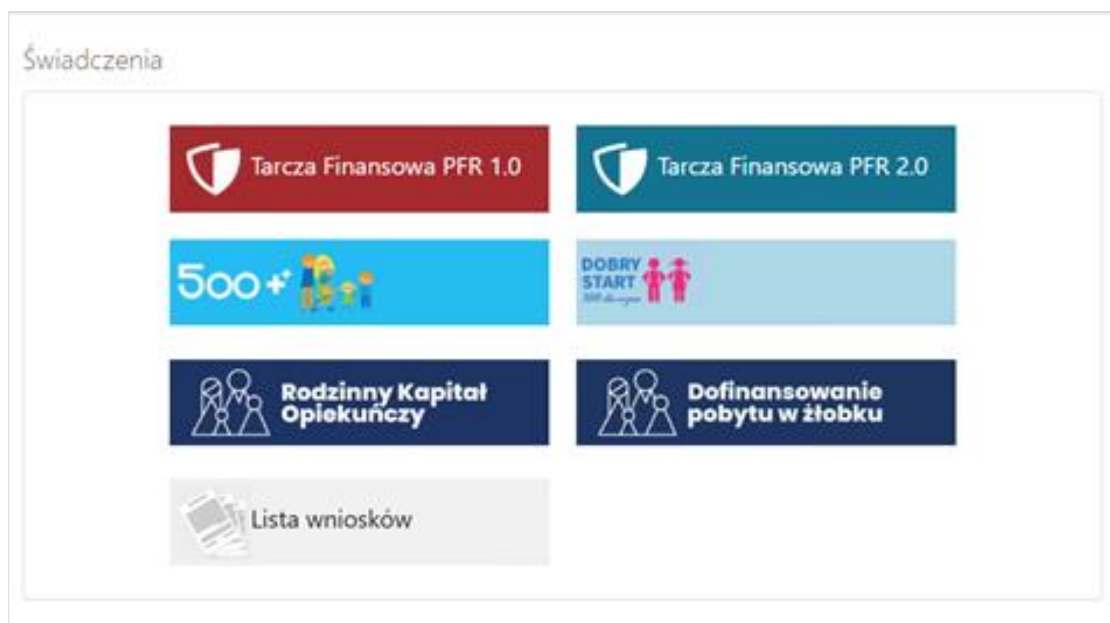 Świadczenia
Tarcza Finansowa PFR 1.0
Tarcza Finansowa PFR 2.0
500+
DOBRY
START
Rodzinny Kapitał
Opiekuńczy
Dofinansowanie
pobytu w żłobku
Lista wniosków